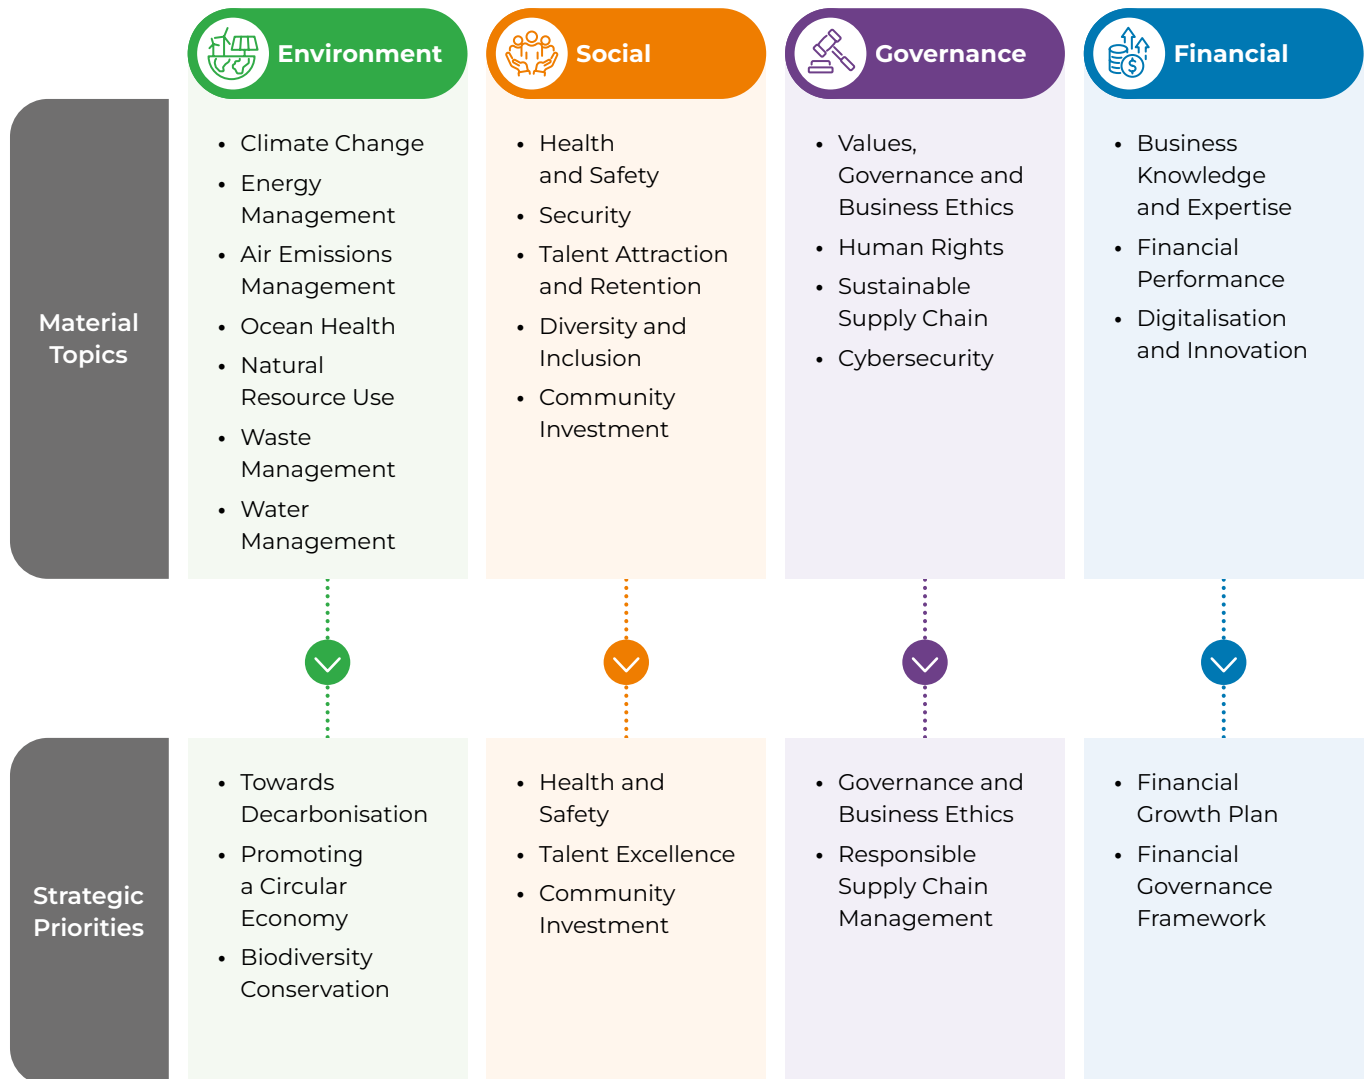 Environment
Social
Governance
Financial
Material
Topics
• Climate Change
• Energy
Management
• Air Emissions
Management
• Ocean Health
• Natural
Resource Use
• Waste
Management
• Water
Management
• Health
and Safety
• Security
• Talent Attraction
and Retention
• Diversity and
Inclusion
• Community
Investment
• Values,
Governance and
Business Ethics
• Human Rights
• Sustainable
Supply Chain
• Cybersecurity
• Business
Knowledge
and Expertise
• Financial
Performance
• Digitalisation
and Innovation
Strategic
Priorities
• Towards
Decarbonisation
• Promoting
a Circular
Economy
• Biodiversity
Conservation
• Health and
Safety
• Talent Excellence
• Community
Investment
• Governance and
Business Ethics
• Responsible
Supply Chain
Management
• Financial
Growth Plan
• Financial
Governance
Framework